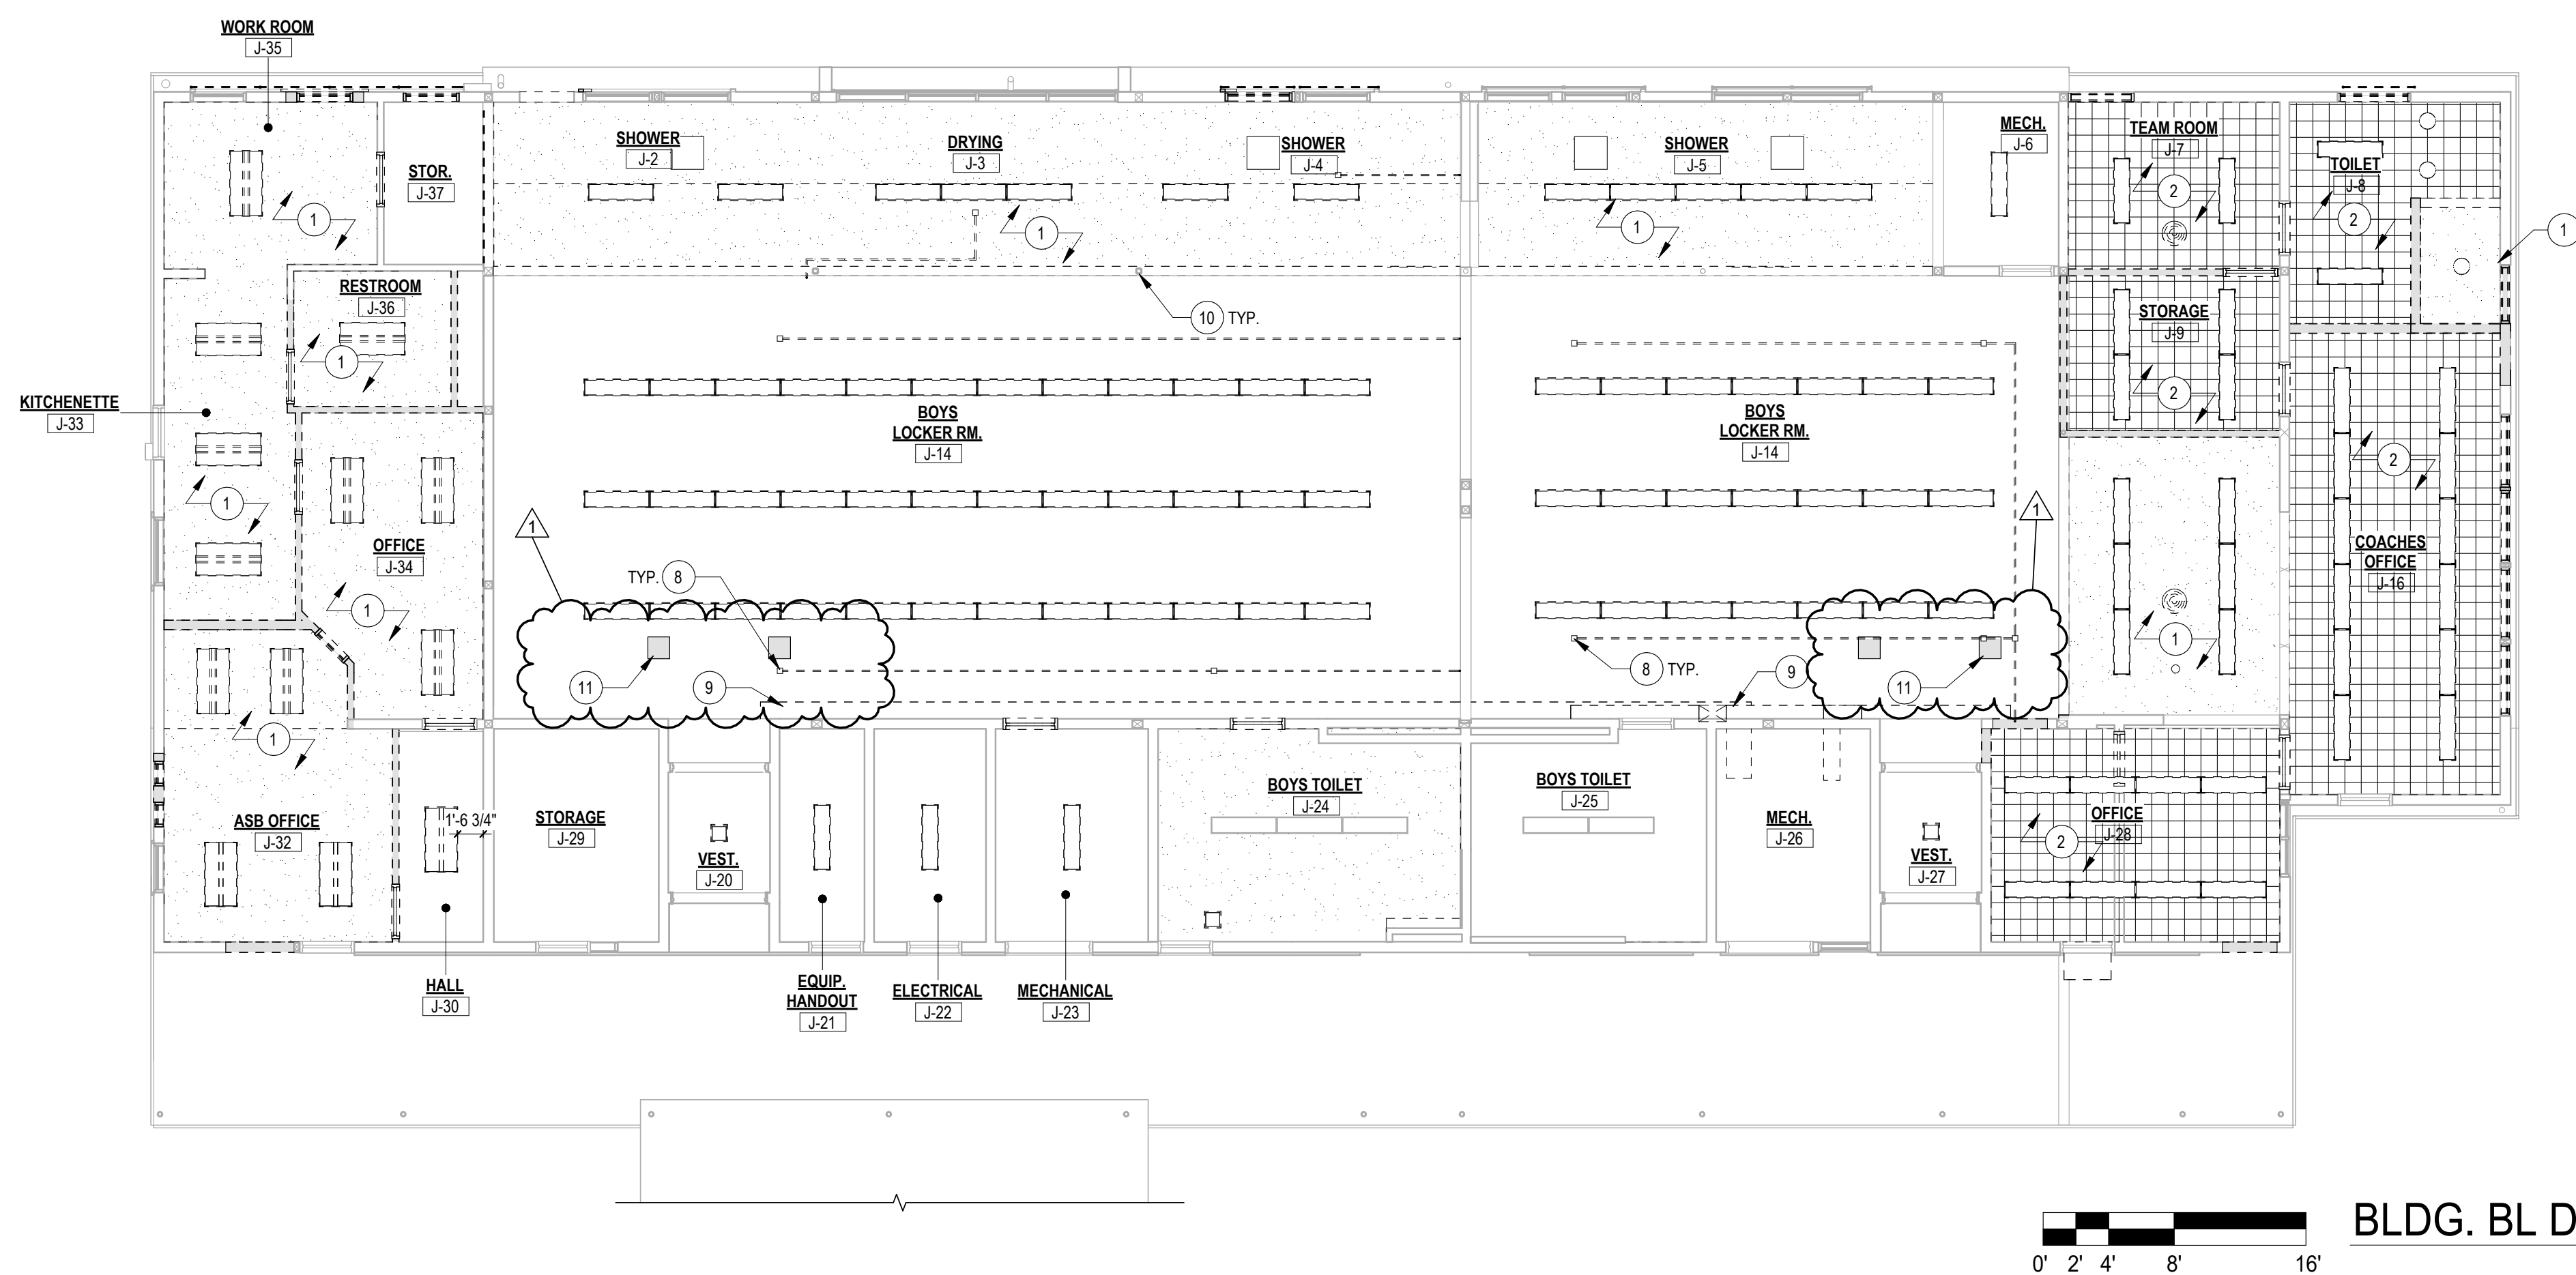 WORK ROOM
J-35
STOR.
J-37
SHOWER
J-2
DRYING
J-3
SHOWER
J-4
SHOWER
J-5
MECH.
J-6
TEAM ROOM
J-7
TOILET
J-8
1
1
1
2
2
1
RESTROOM
J-36
1
10 TYP.
STORAGE
J-9
2
KITCHENETTE
J-33
BOYS
LOCKER RM.
J-14
BOYS
LOCKER RM.
J-14
2
1
OFFICE
J-34
1
1
1
COACHES
OFFICE
J-16
TYP. 8
11
9
8 TYP.
9
11
1
1
ASB OFFICE
J-32
1'-6 3/4"
STORAGE
J-29
VEST.
J-20
BOYS TOILET
J-24
BOYS TOILET
J-25
MECH.
J-26
VEST.
J-27
OFFICE
J-28
2
HALL
J-30
EQUIP.
HANDOUT
J-21
ELECTRICAL
J-22
MECHANICAL
J-23
0' 2' 4' 8' 16'
BLDG. BL D